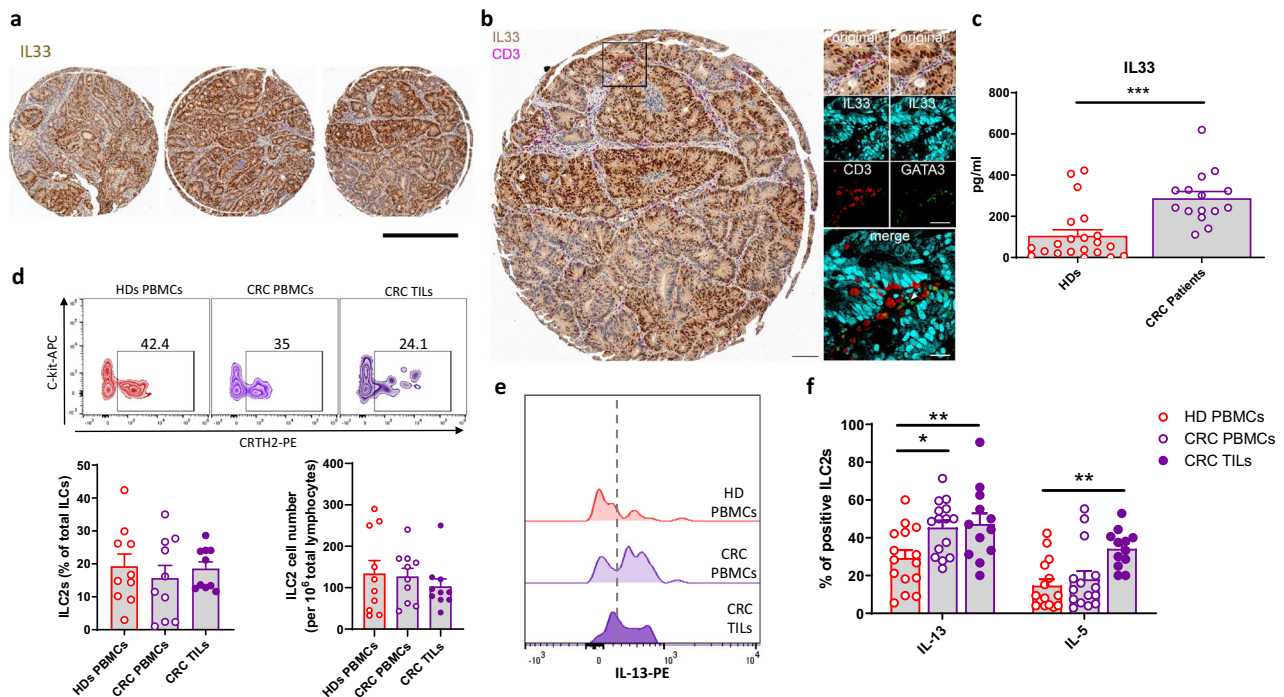 a
IL33
b
IL33
CD3
original
original
IL33
IL33
CD3
GATA3
merge
c
IL33
***
pg/ml
800
600
400
200
0
HDs
CRC Patients
d
HDs PBMCs
CRC PBMCs
CRC TILs
42.4
35
24.1
C-kit-APC
CRTH2-PE
ILC2s (% of total ILCs)
50
40
30
20
10
0
HDs PBMCs
CRC PBMCs
CRC TILs
ILC2 cell number
(per 10⁶ total lymphocytes)
400
300
200
100
0
HDs PBMCs
CRC PBMCs
CRC TILs
e
HD
PBMCs
CRC
PBMCs
CRC
TILs
-10³
0
10³
10⁴
IL-13-PE
f
HD PBMCs
CRC PBMCs
CRC TILs
% of positive ILC2s
100
80
60
40
20
0
**
*
**
IL-13
IL-5